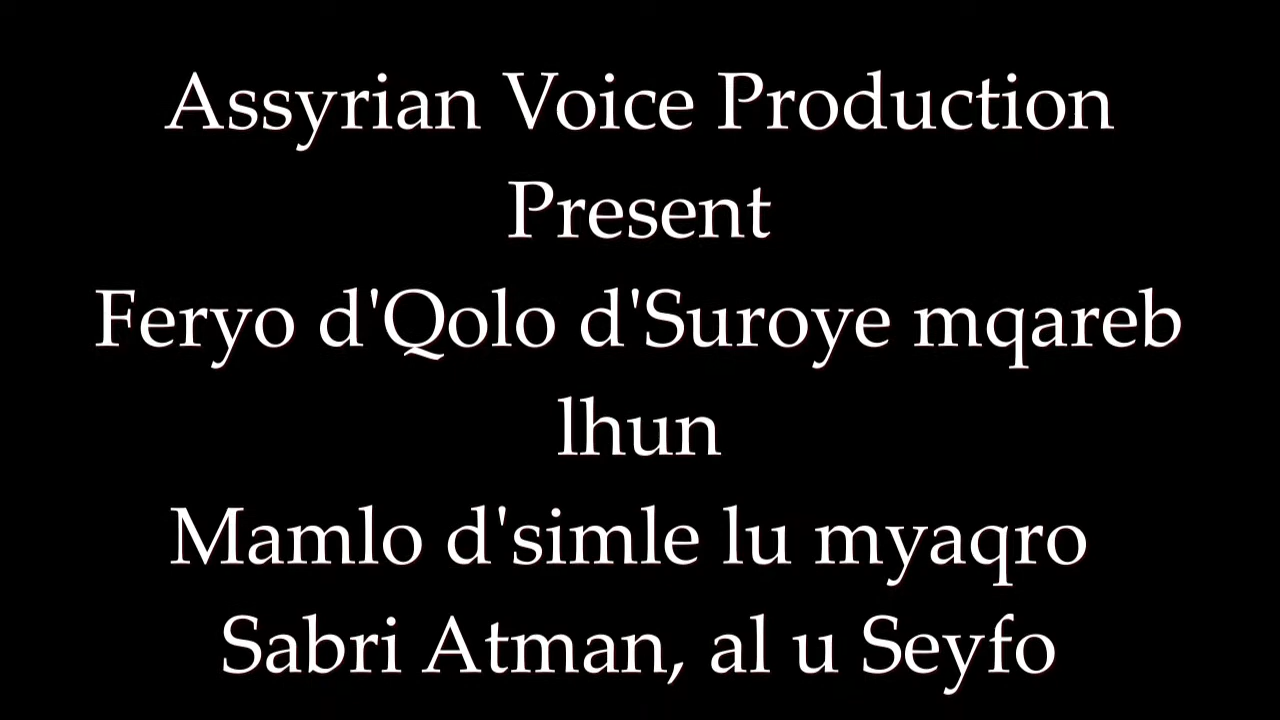 Assyrian Voice Production
Present
Feryo d'Qolo d'Suroye mqareb
lhun
Mamlo d'simle lu myaqro
Sabri Atman, al u Seyfo